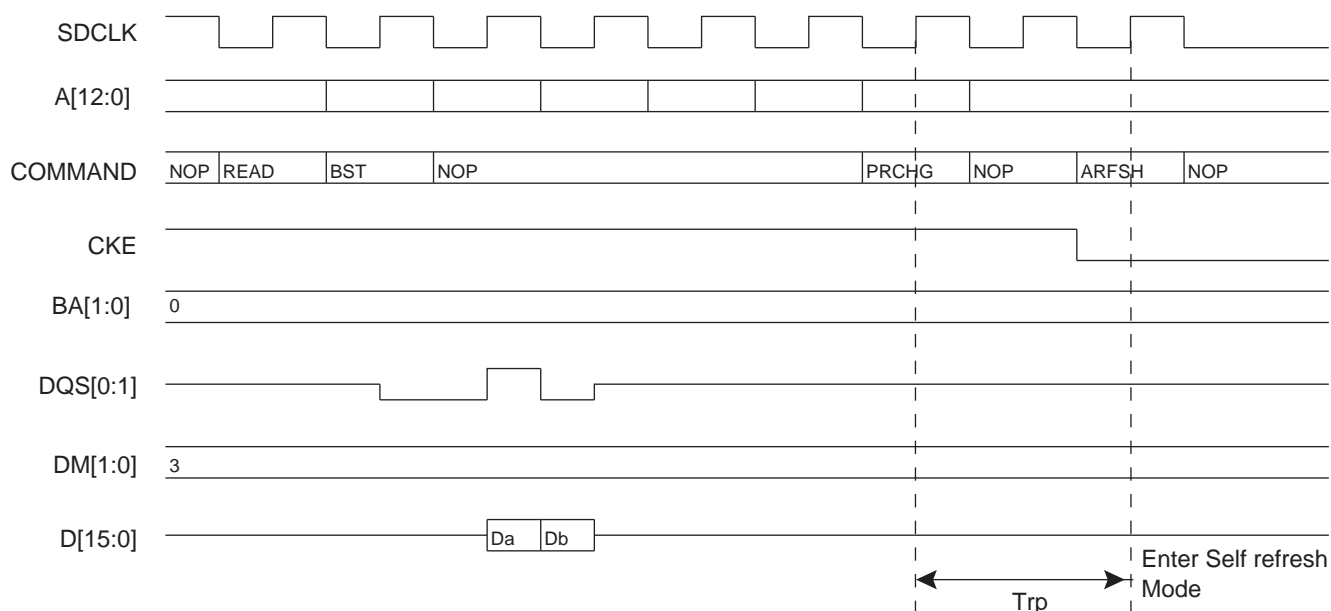 SDCLK
A[12:0]
COMMAND NOP READ BST NOP PRCHG NOP ARFSH NOP
CKE
BA[1:0] 0
DQS[0:1]
DM[1:0] 3
D[15:0] Da Db
Enter Self refresh
Mode
Trp